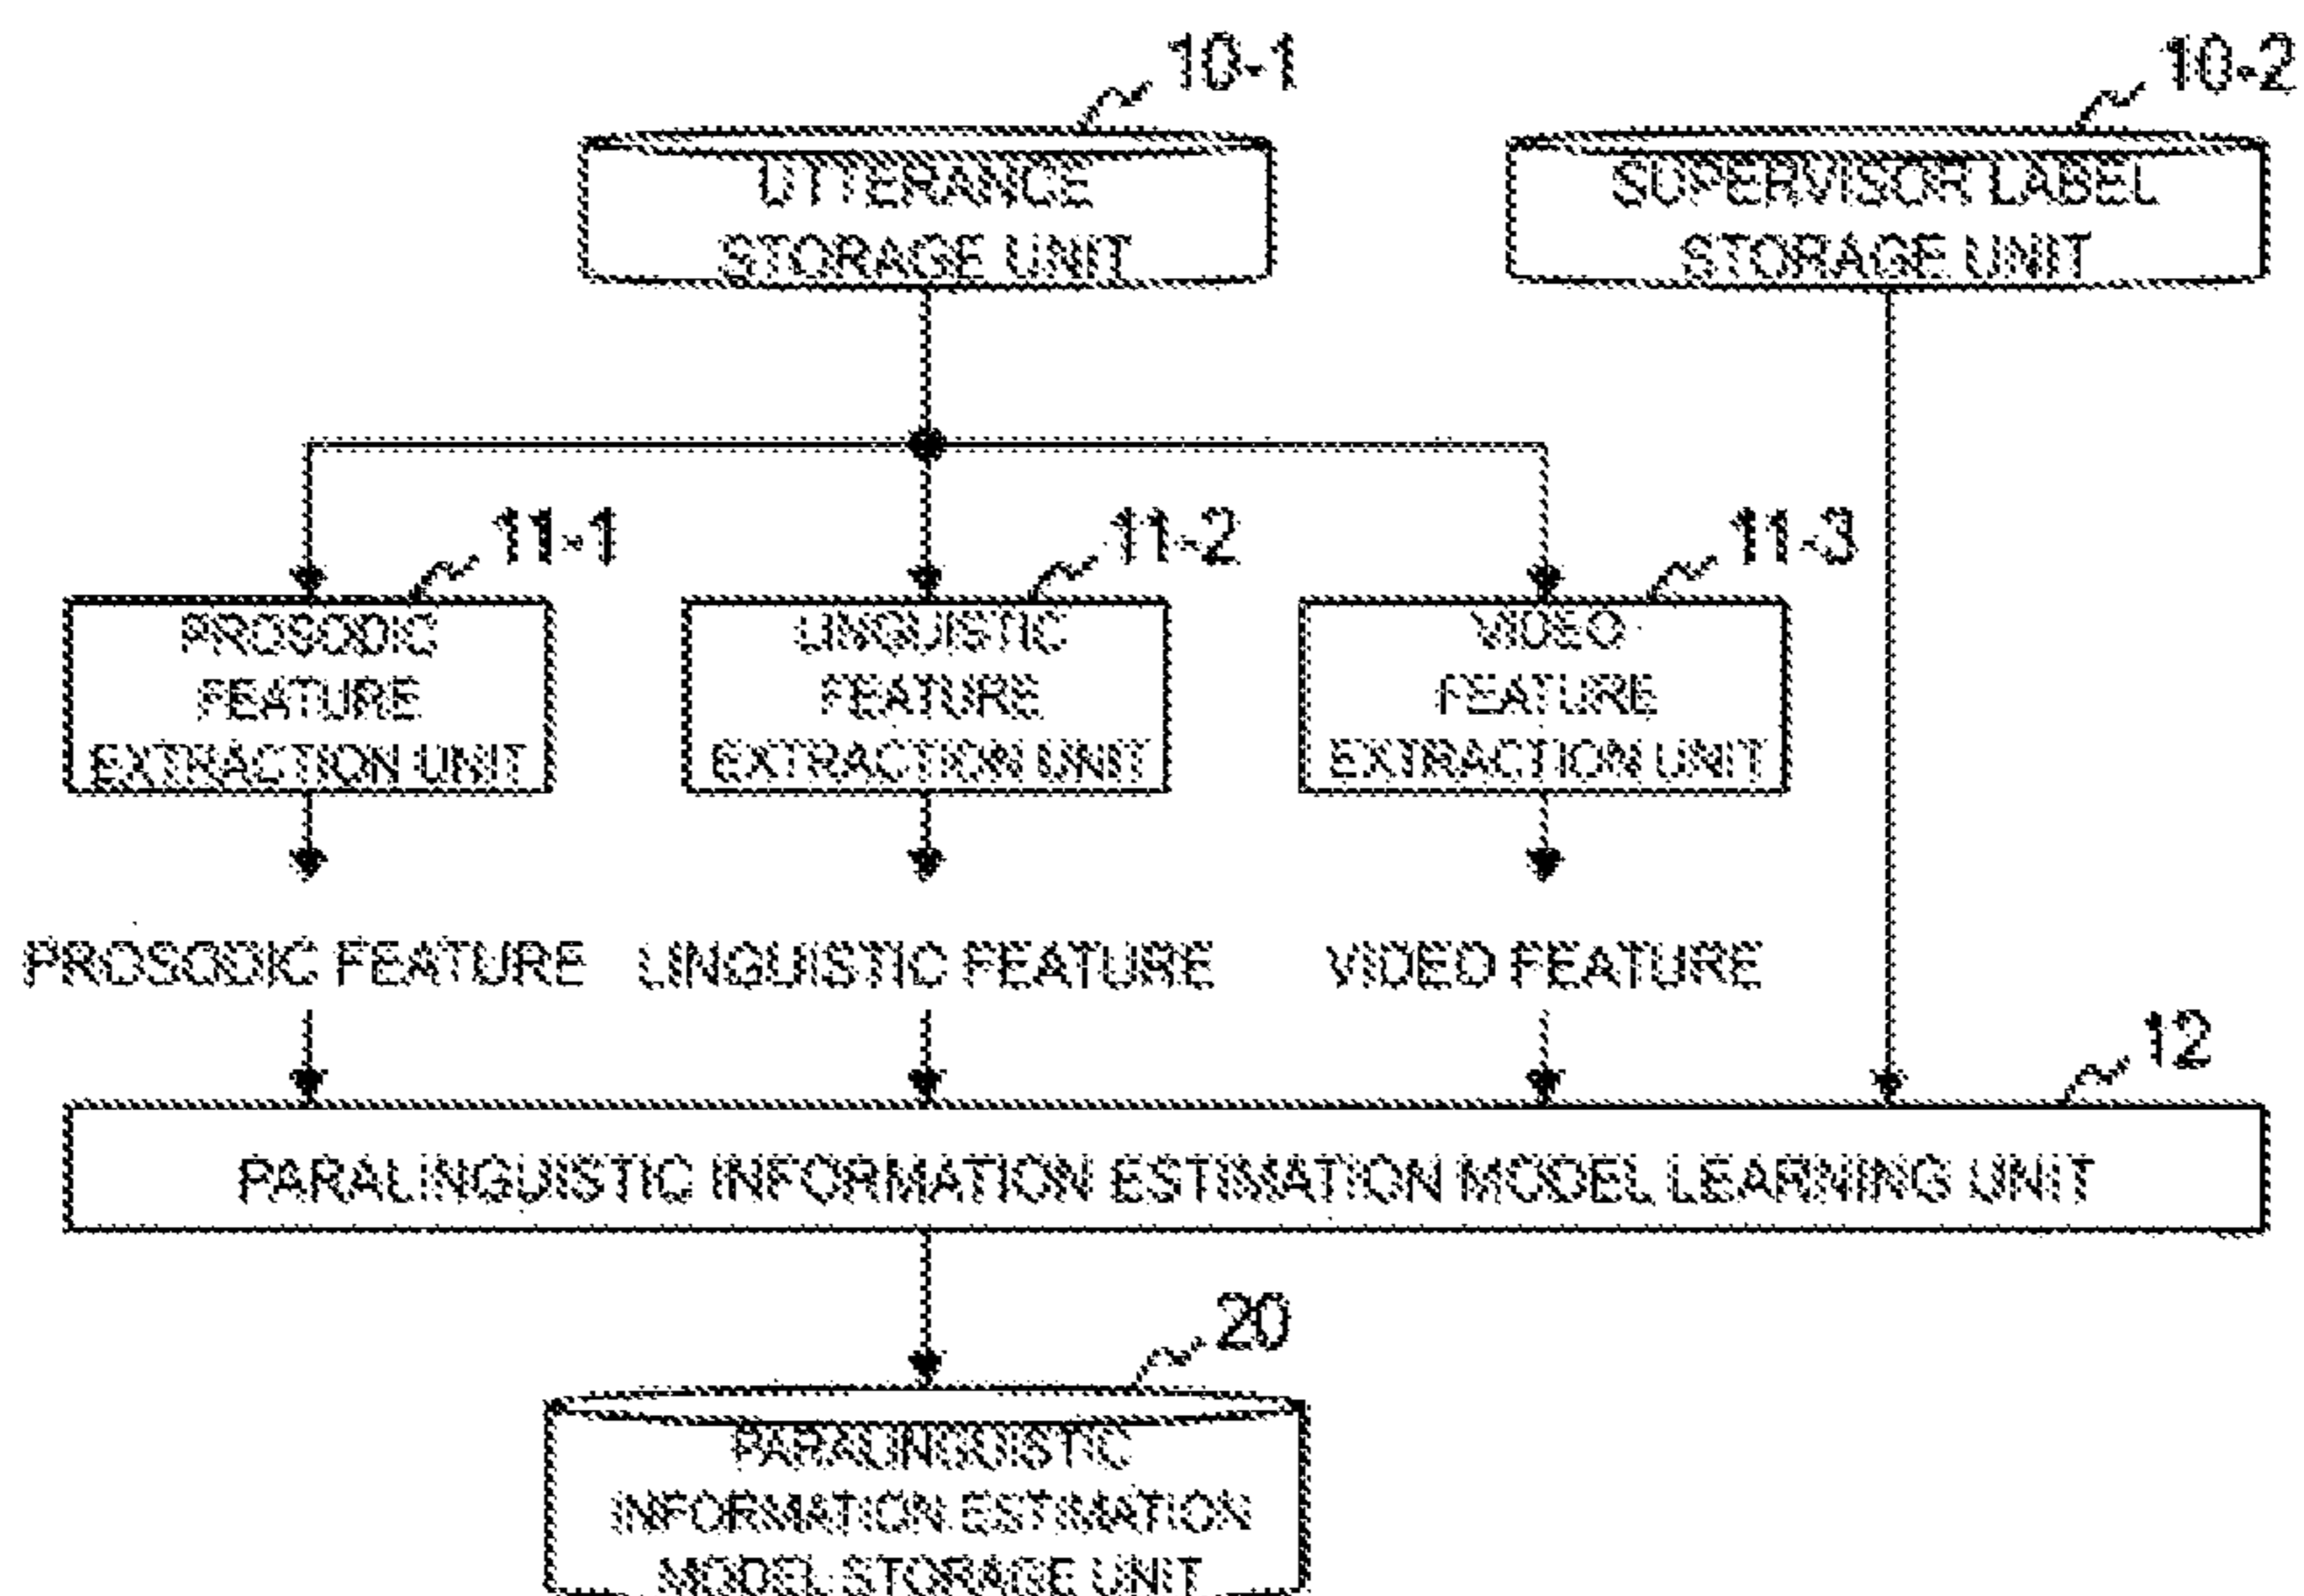 10-1
10-2
UTTERANCE
STORAGE UNIT
SUPERVISOR LABEL
STORAGE UNIT
11-1
11-2
11-3
PROSODIC
FEATURE
EXTRACTION UNIT
LINGUISTIC
FEATURE
EXTRACTION UNIT
VIDEO
FEATURE
EXTRACTION UNIT
PROSODIC FEATURE
LINGUISTIC FEATURE
VIDEO FEATURE
12
PARALINGUISTIC INFORMATION ESTIMATION MODEL LEARNING UNIT
20
PARALINGUISTIC
INFORMATION ESTIMATION
MODEL STORAGE UNIT